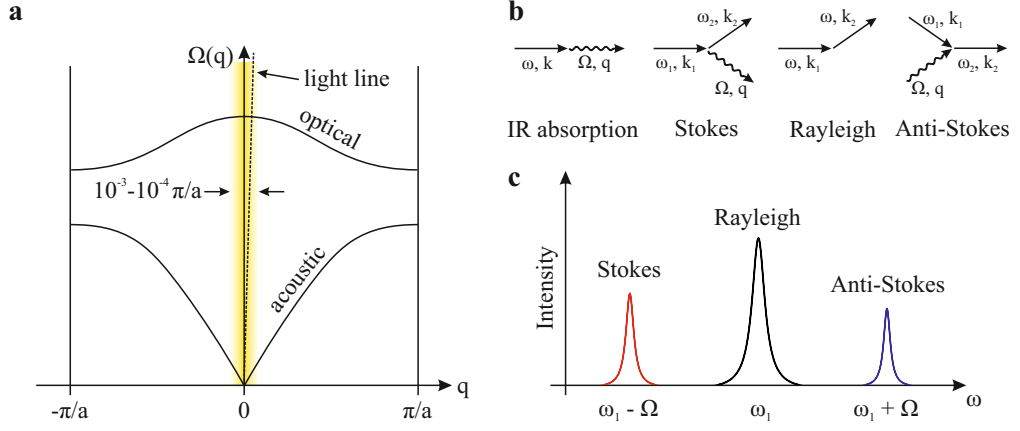 a
Ω(q)
light line
optical
10⁻³-10⁻⁴ π/a
acoustic
-π/a
0
π/a
q
b
ω, k
Ω, q
IR absorption
ω₁, k₁
ω₂, k₂
Ω, q
Stokes
ω, k₁
ω, k₂
Rayleigh
ω₁, k₁
Ω, q
ω₂, k₂
Anti-Stokes
c
Intensity
Stokes
Rayleigh
Anti-Stokes
ω₁ - Ω
ω₁
ω₁ + Ω
ω